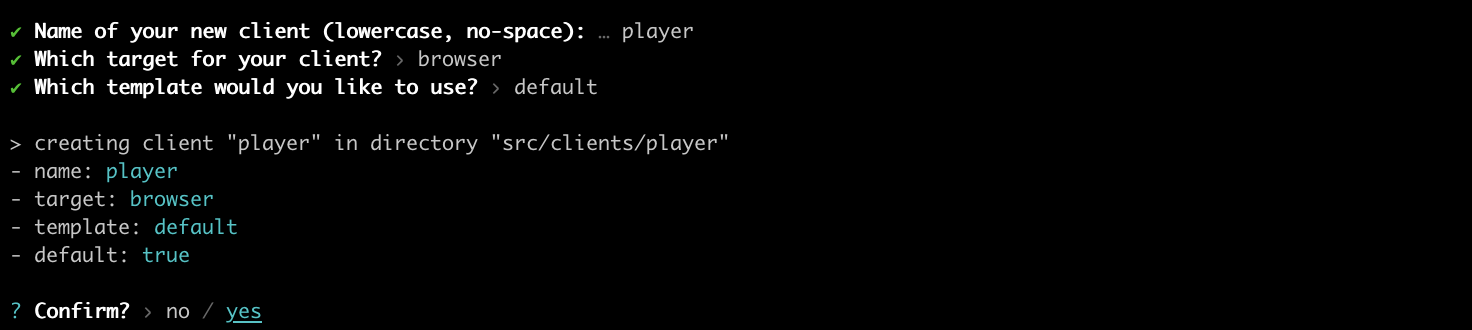 ✔ Name of your new client (lowercase, no-space): … player
✔ Which target for your client? › browser
✔ Which template would you like to use? › default
> creating client "player" in directory "src/clients/player"
- name: player
- target: browser
- template: default
- default: true
? Confirm? › no / yes